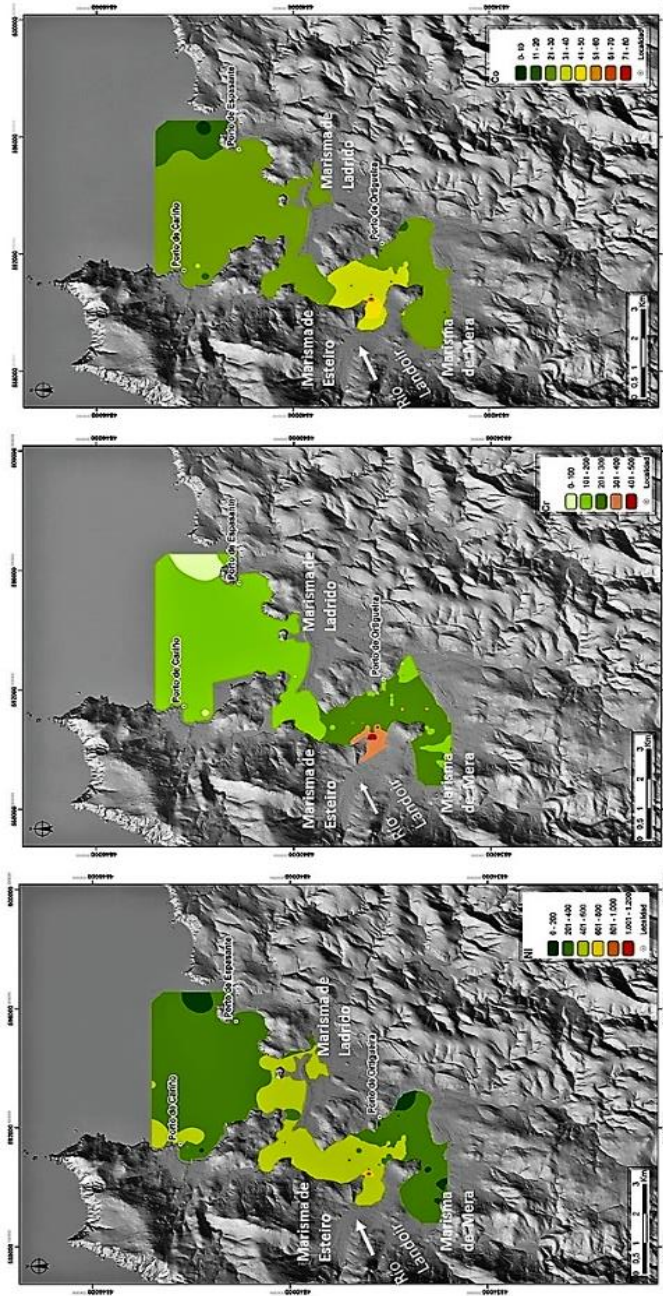 Porto de Cariño
Porto de Espasante
Marisma de
Ladrido
Marisma de
Esteiro
Porto de Ortigueira
Río
Landoir
Marisma
de Mera
0 0,5 1 2 3
Km
Ni
0 - 200
201 - 400
401 - 600
601 - 800
801 - 1.000
1.001 - 1.200
Localidad
Porto de Cariño
Porto de Espasante
Marisma de
Ladrido
Marisma de
Esteiro
Porto de Ortigueira
Río
Landoir
Marisma
de Mera
0 0,5 1 2 3
Km
Cr
0 - 100
101 - 200
201 - 300
301 - 400
401 - 500
Localidad
Porto de Cariño
Porto de Espasante
Marisma de
Ladrido
Marisma de
Esteiro
Porto de Ortigueira
Río
Landoir
Marisma
de Mera
0 0,5 1 2 3
Km
Co
0 - 10
11 - 20
21 - 30
31 - 40
41 - 50
51 - 60
61 - 70
71 - 80
Localidad